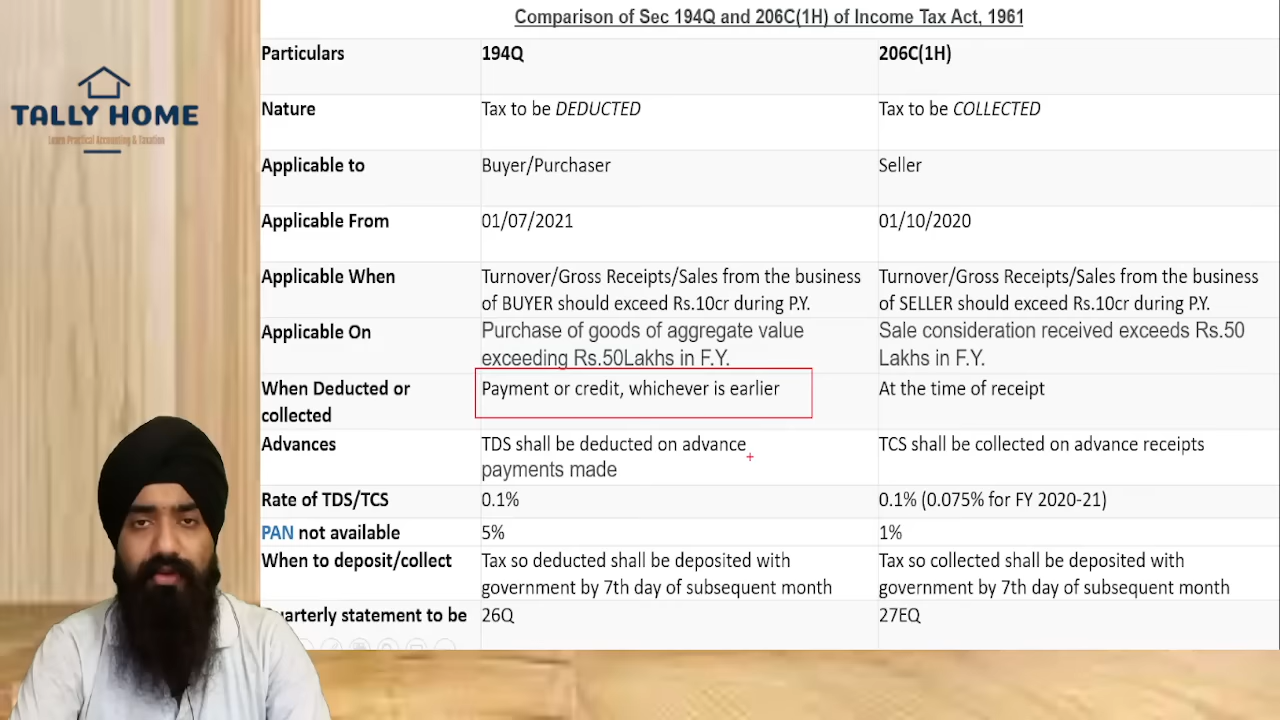 Comparison of Sec 194Q and 206C(1H) of Income Tax Act, 1961
TALLY HOME
Learn Practical Accounting & Taxation
Particulars 194Q 206C(1H)
Nature Tax to be DEDUCTED Tax to be COLLECTED
Applicable to Buyer/Purchaser Seller
Applicable From 01/07/2021 01/10/2020
Applicable When Turnover/Gross Receipts/Sales from the business Turnover/Gross Receipts/Sales from the business
of BUYER should exceed Rs.10cr during P.Y. of SELLER should exceed Rs.10cr during P.Y.
Applicable On Purchase of goods of aggregate value Sale consideration received exceeds Rs.50
exceeding Rs.50Lakhs in F.Y. Lakhs in F.Y.
When Deducted or Payment or credit, whichever is earlier At the time of receipt
collected
Advances TDS shall be deducted on advance TCS shall be collected on advance receipts
payments made
Rate of TDS/TCS 0.1% 0.1% (0.075% for FY 2020-21)
PAN not available 5% 1%
When to deposit/collect Tax so deducted shall be deposited with Tax so collected shall be deposited with
government by 7th day of subsequent month government by 7th day of subsequent month
statement to be 26Q 27EQ